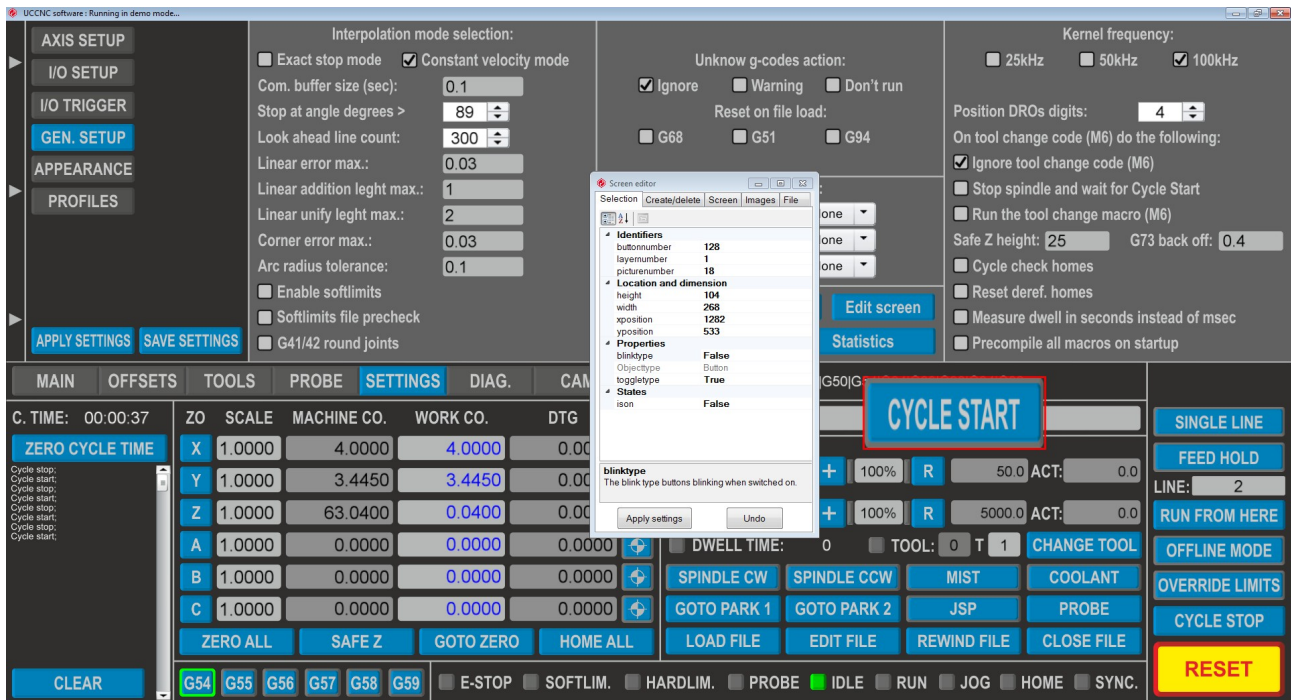 UCCNC software : Running in demo mode...
AXIS SETUP
I/O SETUP
I/O TRIGGER
GEN. SETUP
APPEARANCE
PROFILES
APPLY SETTINGS SAVE SETTINGS
Interpolation mode selection:
Exact stop mode Constant velocity mode
Com. buffer size (sec): 0.1
Stop at angle degrees > 89
Look ahead line count: 300
Linear error max.: 0.03
Linear addition leght max.: 1
Linear unify leght max.: 2
Corner error max.: 0.03
Arc radius tolerance: 0.1
Enable softlimits
Softlimits file precheck
G41/42 round joints
Unknow g-codes action:
Ignore Warning Don't run
Reset on file load:
G68 G51 G94
Edit screen
Statistics
Kernel frequency:
25kHz 50kHz 100kHz
Position DROs digits: 4
On tool change code (M6) do the following:
Ignore tool change code (M6)
Stop spindle and wait for Cycle Start
Run the tool change macro (M6)
Safe Z height: 25 G73 back off: 0.4
Cycle check homes
Reset deref. homes
Measure dwell in seconds instead of msec
Precompile all macros on startup
Screen editor
Selection Create/delete Screen Images File
Identifiers
buttonnumber 128
layernumber 1
picturenumber 18
Location and dimension
height 104
width 268
xposition 1282
yposition 533
Properties
blinktype False
Objecttype Button
toggletype True
States
ison False
blinktype
The blink type buttons blinking when switched on.
Apply settings Undo
MAIN OFFSETS TOOLS PROBE SETTINGS DIAG.
C. TIME: 00:00:37
ZERO CYCLE TIME
Cycle stop;
Cycle start;
Cycle stop;
Cycle start;
Cycle stop;
Cycle stop;
Cycle start;
CLEAR
ZO SCALE MACHINE CO. WORK CO. DTG
X 1.0000 4.0000 4.0000
Y 1.0000 3.4450 3.4450
Z 1.0000 63.0400 0.0400
A 1.0000 0.0000 0.0000 0.0000
B 1.0000 0.0000 0.0000 0.0000
C 1.0000 0.0000 0.0000 0.0000
ZERO ALL SAFE Z GOTO ZERO HOME ALL
CYCLE START
+ 100% R 50.0 ACT: 0.0
+ 100% R 5000.0 ACT: 0.0
DWELL TIME: 0 TOOL: 0 T 1 CHANGE TOOL
SPINDLE CW SPINDLE CCW MIST COOLANT
GOTO PARK 1 GOTO PARK 2 JSP PROBE
LOAD FILE EDIT FILE REWIND FILE CLOSE FILE
SINGLE LINE
FEED HOLD
LINE: 2
RUN FROM HERE
OFFLINE MODE
OVERRIDE LIMITS
CYCLE STOP
RESET
G54 G55 G56 G57 G58 G59 E-STOP SOFTLIM. HARDLIM. PROBE IDLE RUN JOG HOME SYNC.